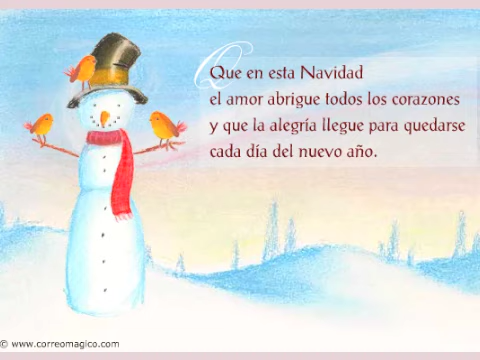 Que en esta Navidad
el amor abrigue todos los corazones
y que la alegría llegue para quedarse
cada día del nuevo año.
© www.correomagico.com